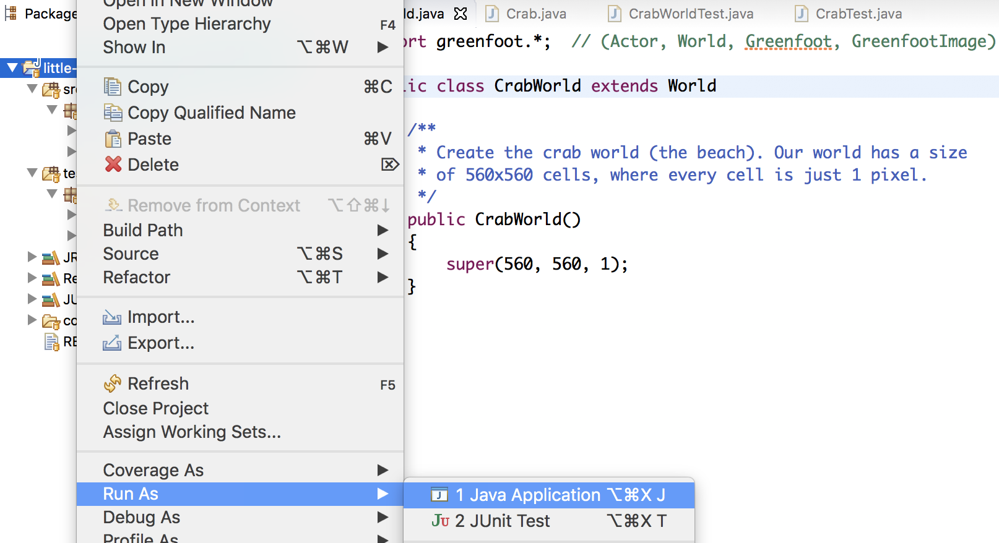 Package
ld.java
Crab.java
CrabWorldTest.java
CrabTest.java
little-
sr
te
JR
Re
JU
co
RE
Open in New Window
Open Type Hierarchy F4
Show In ⌥⌘W ▶
Copy ⌘C
Copy Qualified Name
Paste ⌘V
Delete ⌦
Remove from Context ⌥⇧⌘↓
Build Path ▶
Source ⌥⌘S ▶
Refactor ⌥⌘T ▶
Import...
Export...
Refresh F5
Close Project
Assign Working Sets...
Coverage As ▶
Run As ▶
Debug As ▶
Profile As ▶
1 Java Application ⌥⌘X J
2 JUnit Test ⌥⌘X T
ort greenfoot.*; // (Actor, World, Greenfoot, GreenfootImage)
lic class CrabWorld extends World
/**
* Create the crab world (the beach). Our world has a size
* of 560x560 cells, where every cell is just 1 pixel.
*/
public CrabWorld()
{
super(560, 560, 1);
}